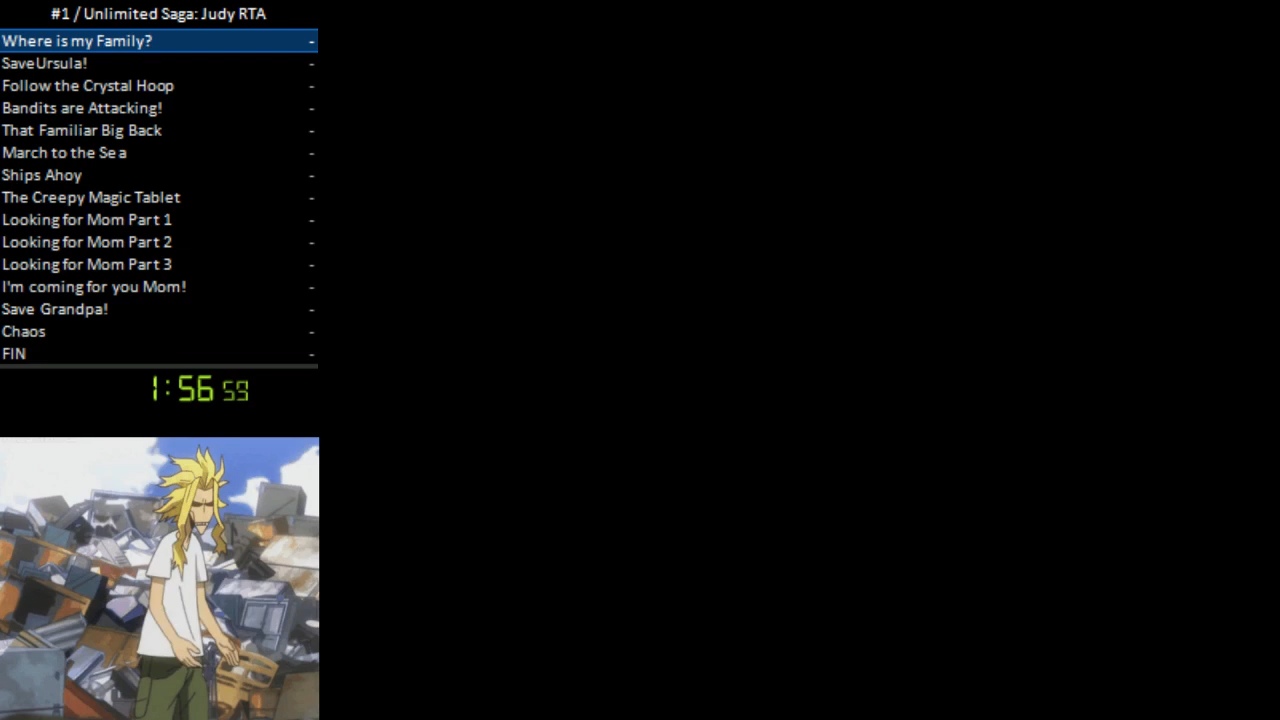 #1 / Unlimited Saga: Judy RTA
Where is my Family? -
Save Ursula! -
Follow the Crystal Hoop -
Bandits are Attacking! -
That Familiar Big Back -
March to the Sea -
Ships Ahoy -
The Creepy Magic Tablet -
Looking for Mom Part 1 -
Looking for Mom Part 2 -
Looking for Mom Part 3 -
I'm coming for you Mom! -
Save Grandpa! -
Chaos -
FIN -
1:56 59